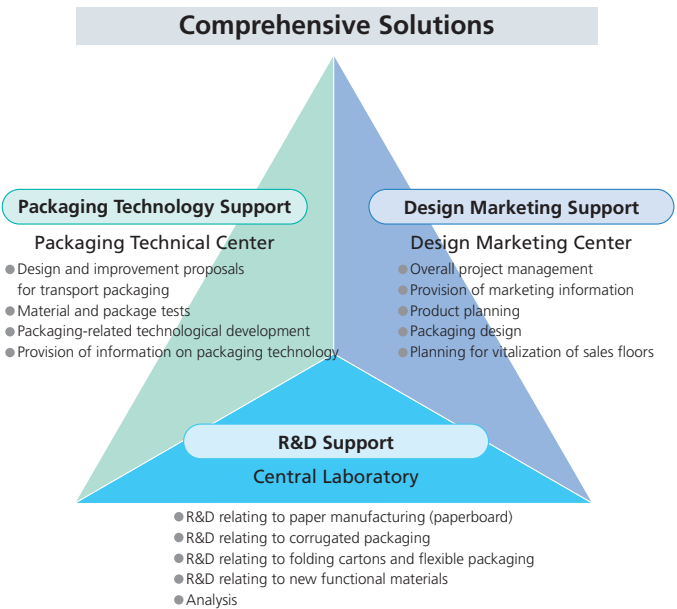 Comprehensive Solutions
Packaging Technology Support
Packaging Technical Center
● Design and improvement proposals
for transport packaging
● Material and package tests
● Packaging-related technological development
● Provision of information on packaging technology
Design Marketing Support
Design Marketing Center
● Overall project management
● Provision of marketing information
● Product planning
● Packaging design
● Planning for vitalization of sales floors
R&D Support
Central Laboratory
● R&D relating to paper manufacturing (paperboard)
● R&D relating to corrugated packaging
● R&D relating to folding cartons and flexible packaging
● R&D relating to new functional materials
● Analysis